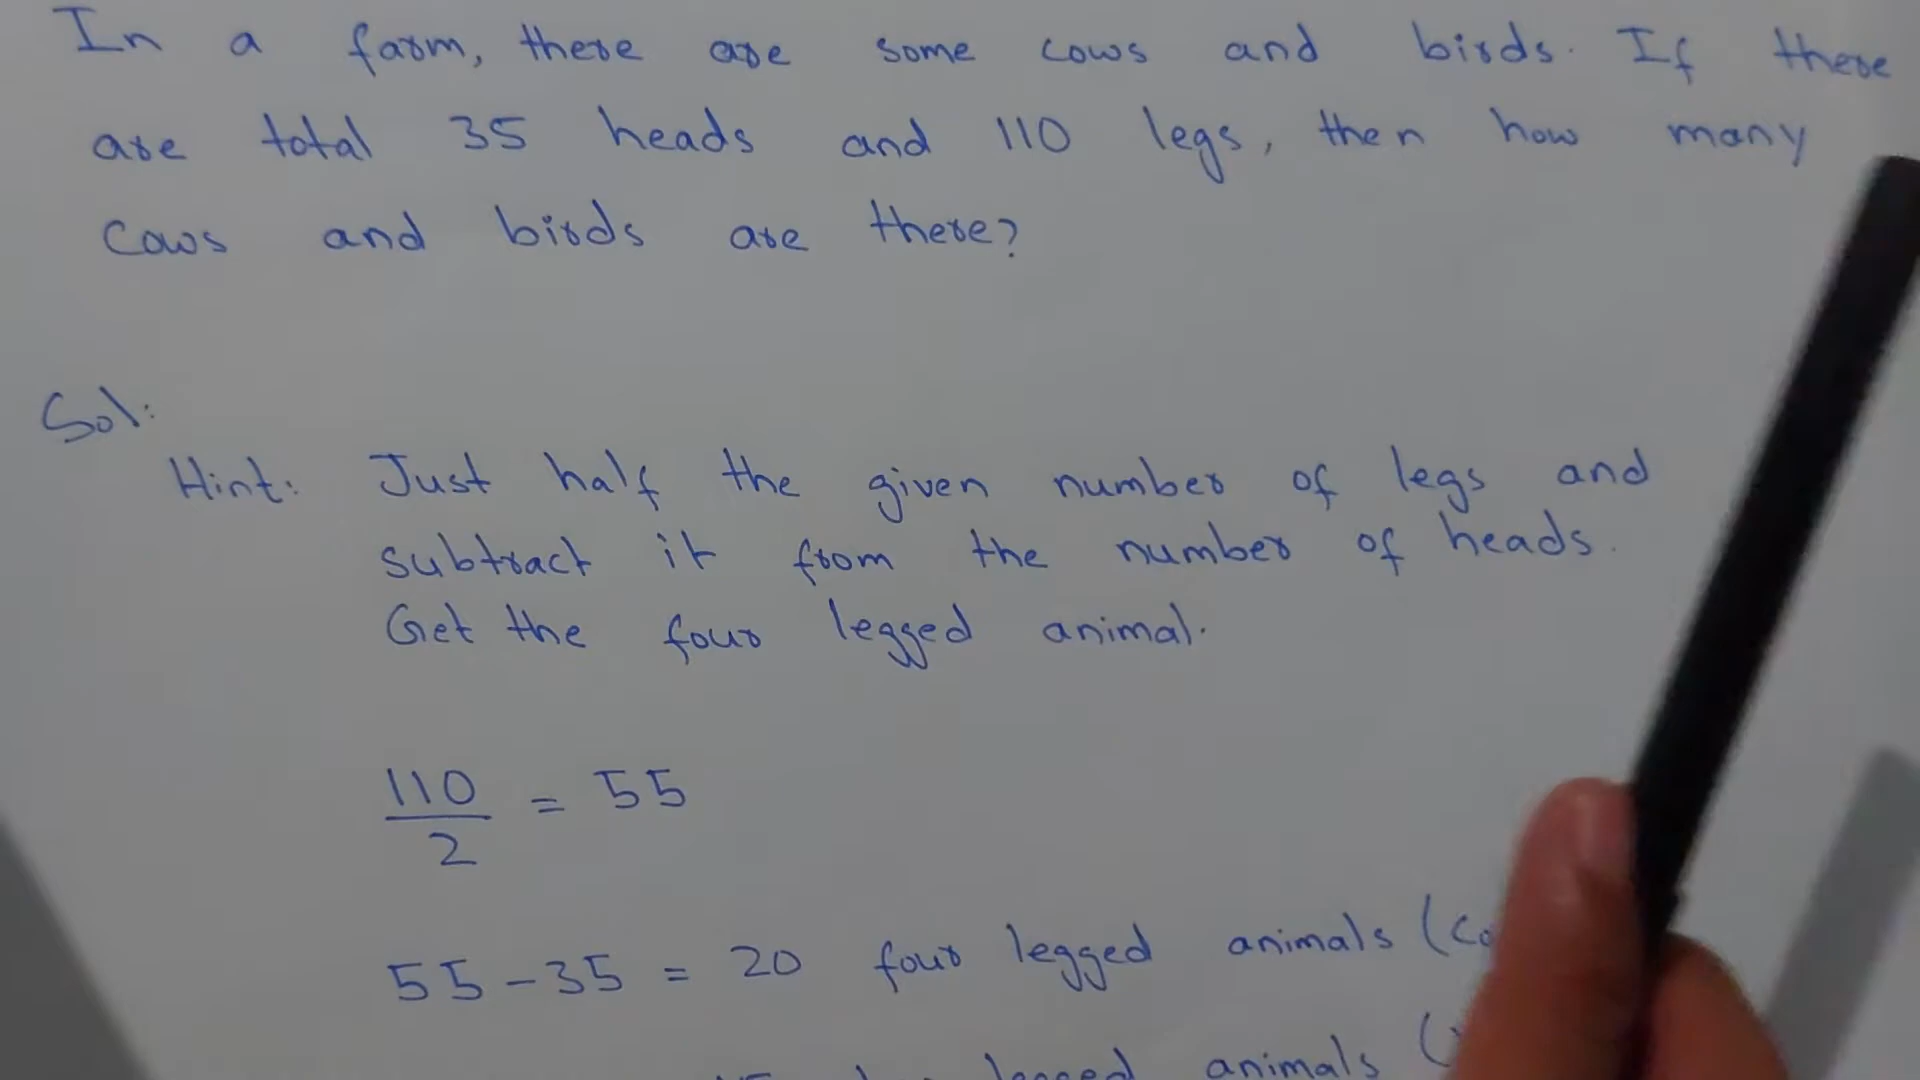 In a farm, there are some cows and birds. If there
are total 35 heads and 110 legs, then how many
cows and birds are there?
Sol:
Hint: Just half the given number of legs and
subtract it from the number of heads.
Get the four legged animal.
110/2 = 55
55 - 35 = 20 four legged animals (
legged animals (